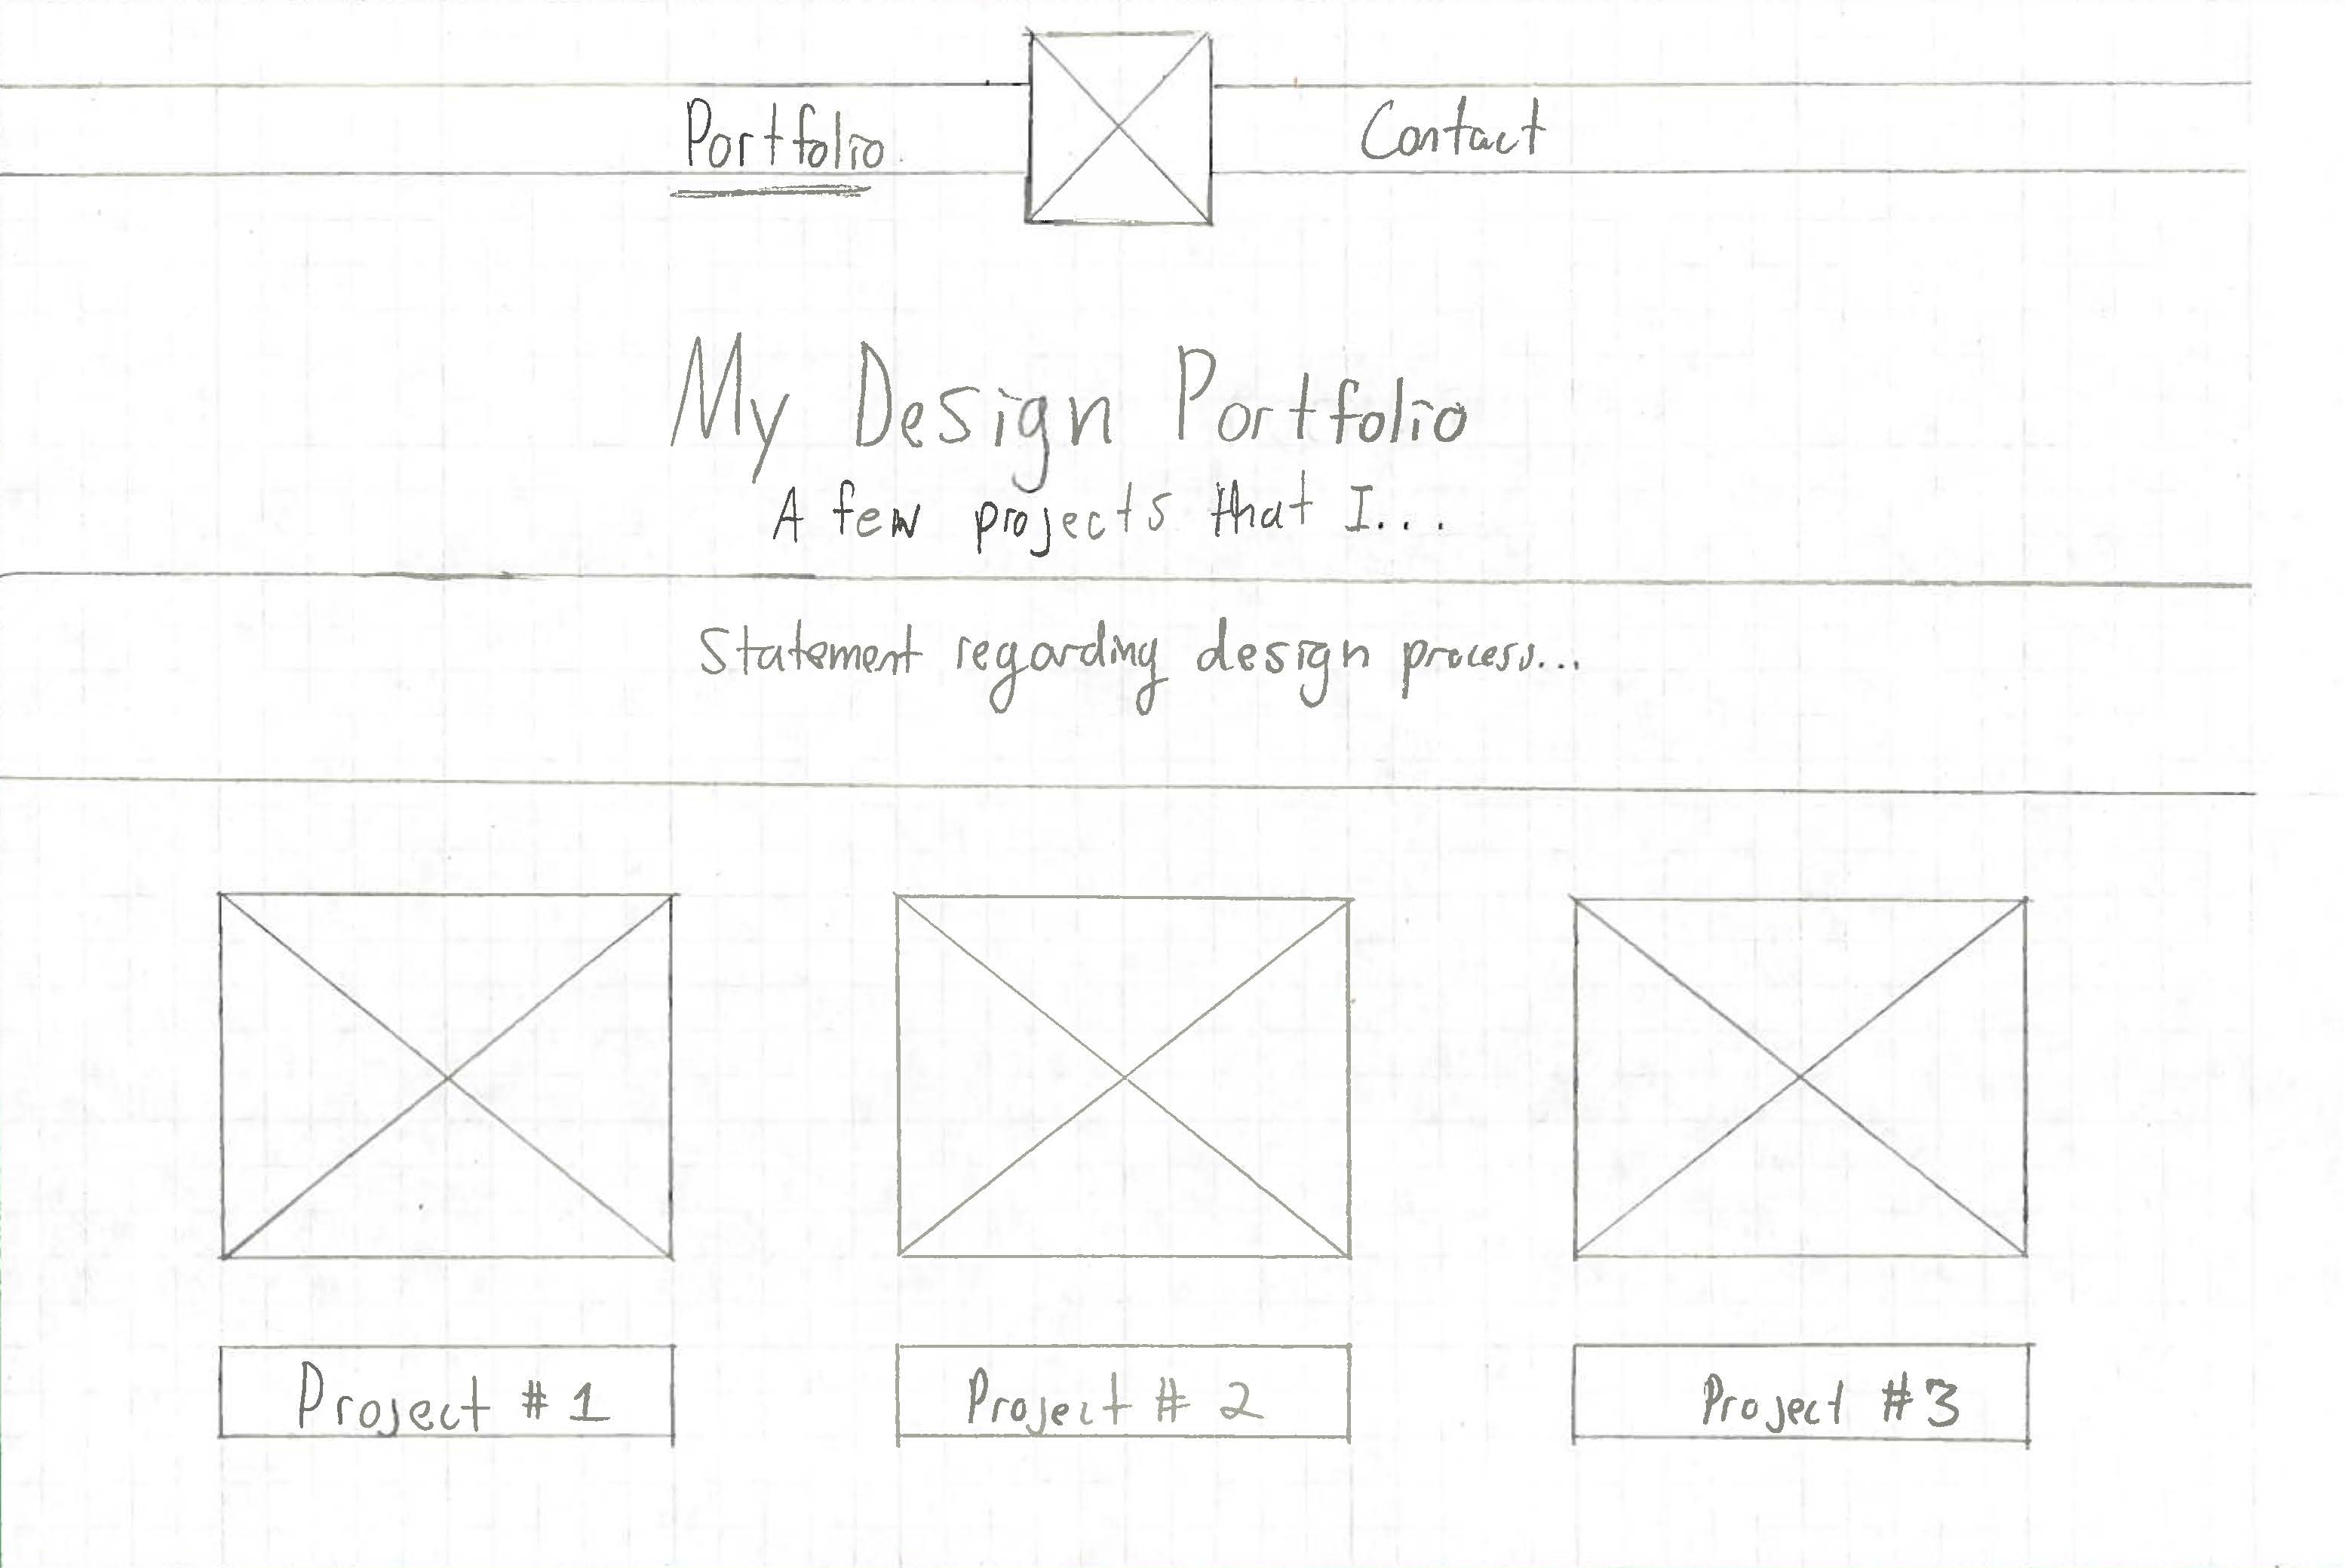 Portfolio
Contact
My Design Portfolio
A few projects that I...
Statement regarding design process...
Project #1
Project # 2
Project #3